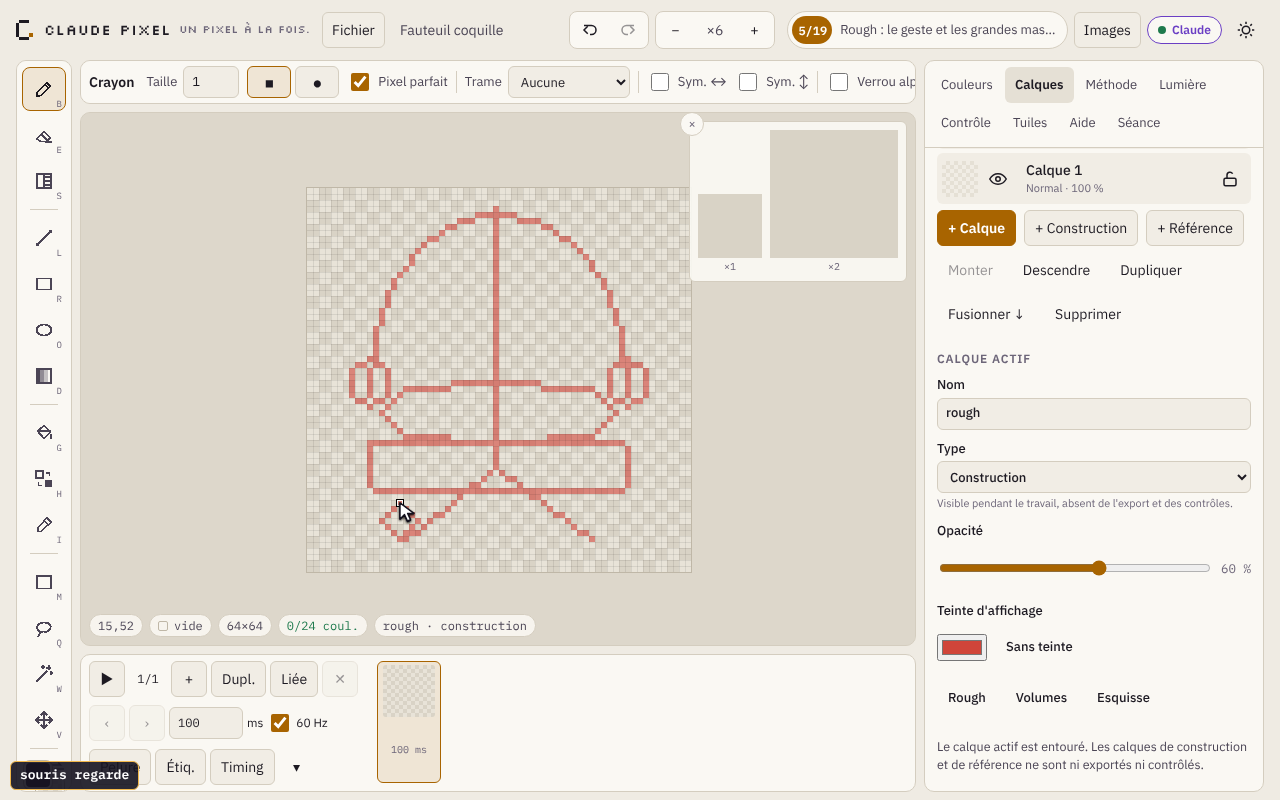 CLAUDE PIXEL UN PIXEL À LA FOIS. Fichier Fauteuil coquille − ×6 + 5/19 Rough : le geste et les grandes mas… Images Claude
Crayon Taille 1 ■ ● Pixel parfait Trame Aucune Sym. ↔ Sym. ↕ Verrou alp
B
E
S
L
R
O
D
G
H
I
M
Q
W
V
×
×1 ×2
15,52 vide 64×64 0/24 coul. rough · construction
1/1 + Dupl. Liée ✕
‹ › 100 ms 60 Hz
Étiq. Timing ▼
100 ms
souris regarde
Couleurs Calques Méthode Lumière
Contrôle Tuiles Aide Séance
Calque 1
Normal · 100 %
+ Calque + Construction + Référence
Monter Descendre Dupliquer
Fusionner ↓ Supprimer
CALQUE ACTIF
Nom
rough
Type
Construction
Visible pendant le travail, absent de l'export et des contrôles.
Opacité
60 %
Teinte d'affichage
Sans teinte
Rough Volumes Esquisse
Le calque actif est entouré. Les calques de construction
et de référence ne sont ni exportés ni contrôlés.